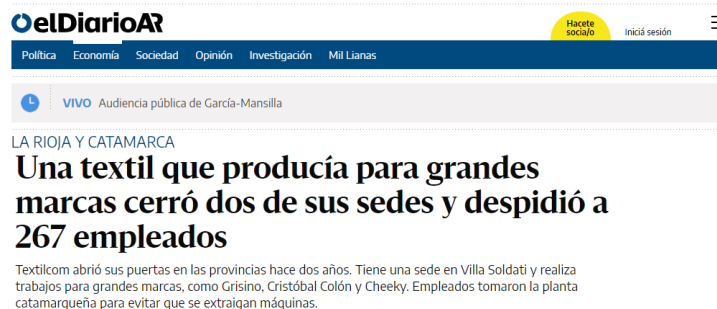 elDiarioAR
Hacete
socia/o
Iniciá sesión
Política Economía Sociedad Opinión Investigación Mil Lianas
VIVO Audiencia pública de García-Mansilla
LA RIOJA Y CATAMARCA
Una textil que producía para grandes
marcas cerró dos de sus sedes y despidió a
267 empleados
Textilcom abrió sus puertas en las provincias hace dos años. Tiene una sede en Villa Soldati y realiza
trabajos para grandes marcas, como Grisino, Cristóbal Colón y Cheeky. Empleados tomaron la planta
catamarqueña para evitar que se extraigan máquinas.